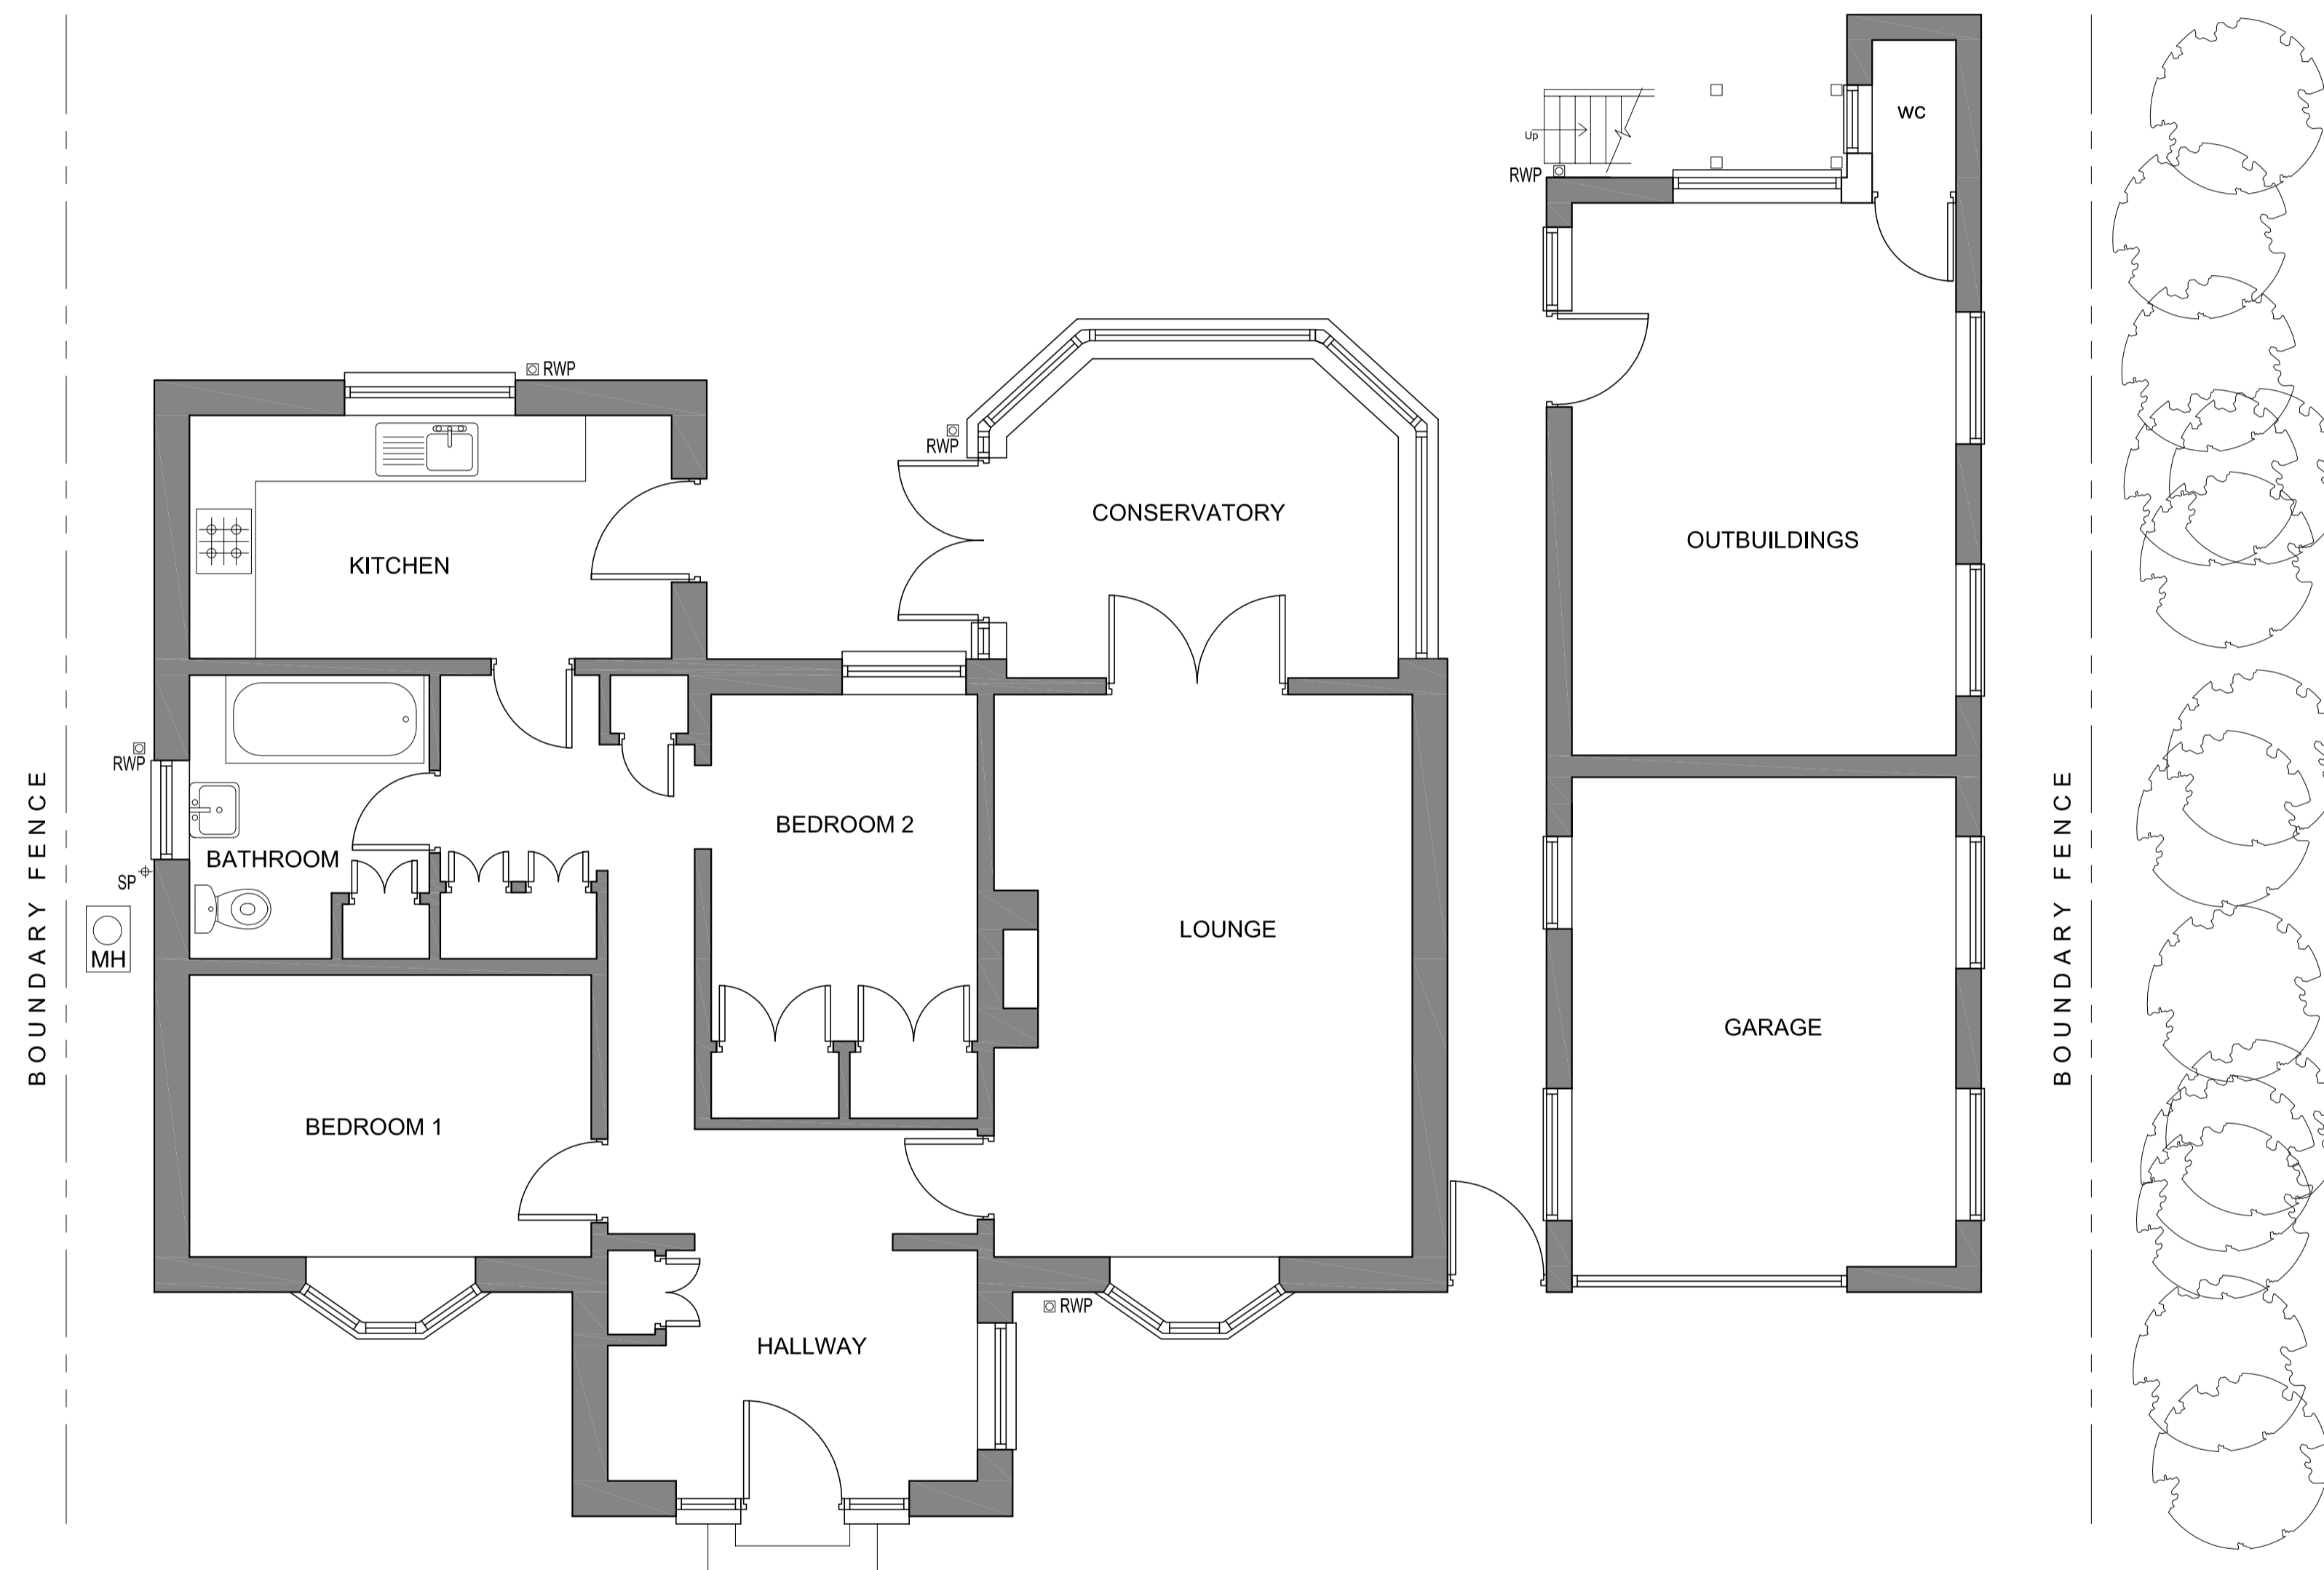 WC
Up
RWP
RWP
RWP
CONSERVATORY
OUTBUILDINGS
KITCHEN
RWP
BOUNDARY FENCE
BOUNDARY FENCE
BEDROOM 2
BATHROOM
SP
LOUNGE
MH
GARAGE
BEDROOM 1
RWP
HALLWAY